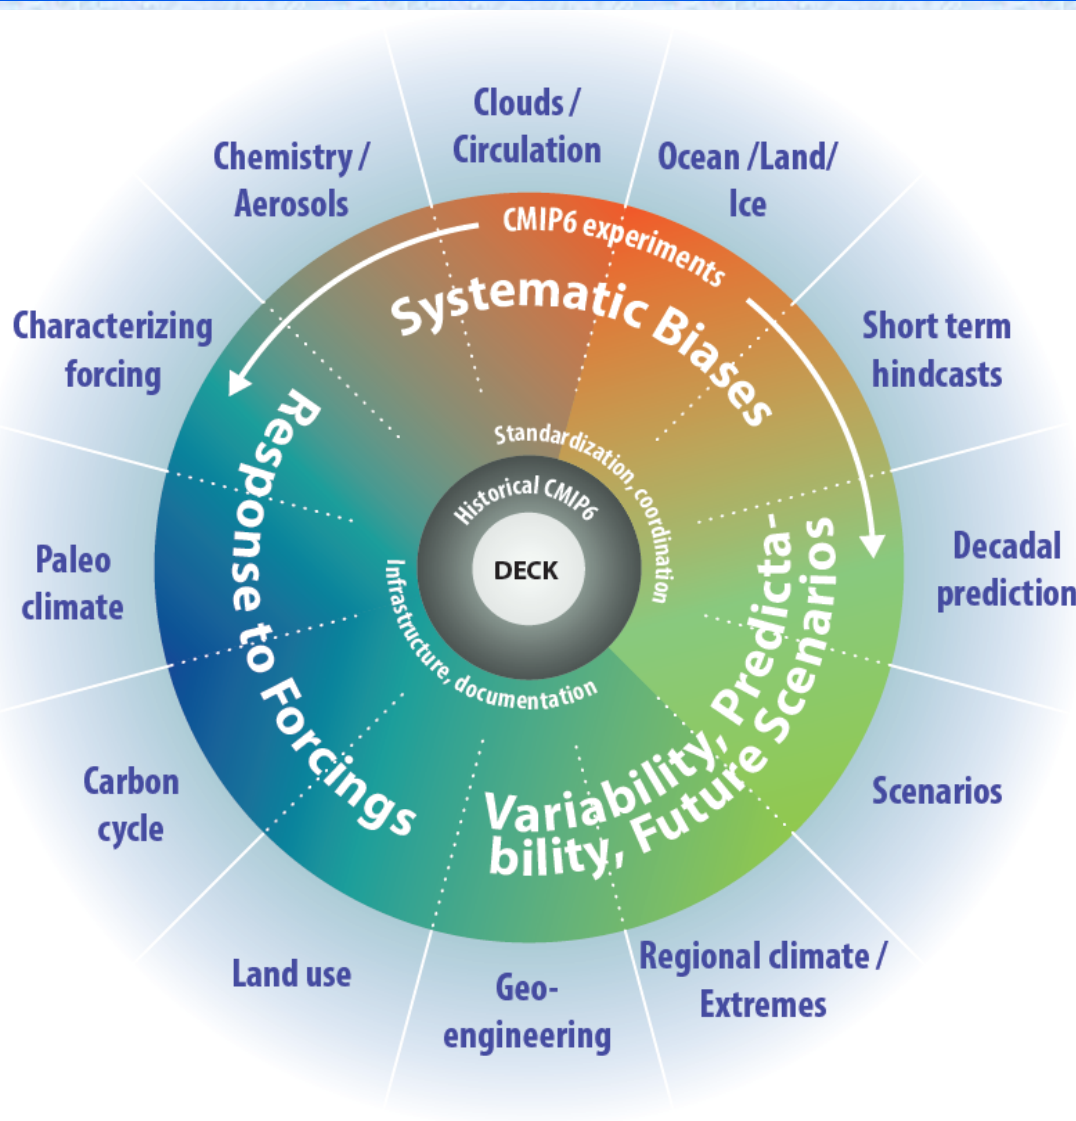 Clouds /
Circulation
Ocean /Land/
Ice
Short term
hindcasts
Decadal
prediction
Scenarios
Regional climate /
Extremes
Geo-
engineering
Land use
Carbon
cycle
Paleo
climate
Characterizing
forcing
Chemistry /
Aerosols
CMIP6 experiments
Systematic Biases
Variability, Predicta-
bility, Future Scenarios
Response to Forcings
Standardization, coordination
Infrastructure, documentation
Historical CMIP6
DECK